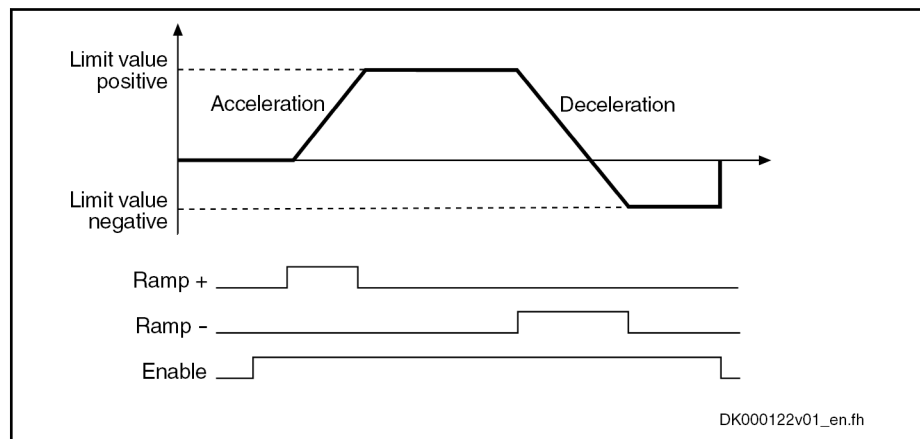 Limit value
positive
Acceleration
Deceleration
Limit value
negative
Ramp +
Ramp -
Enable
DK000122v01_en.fh